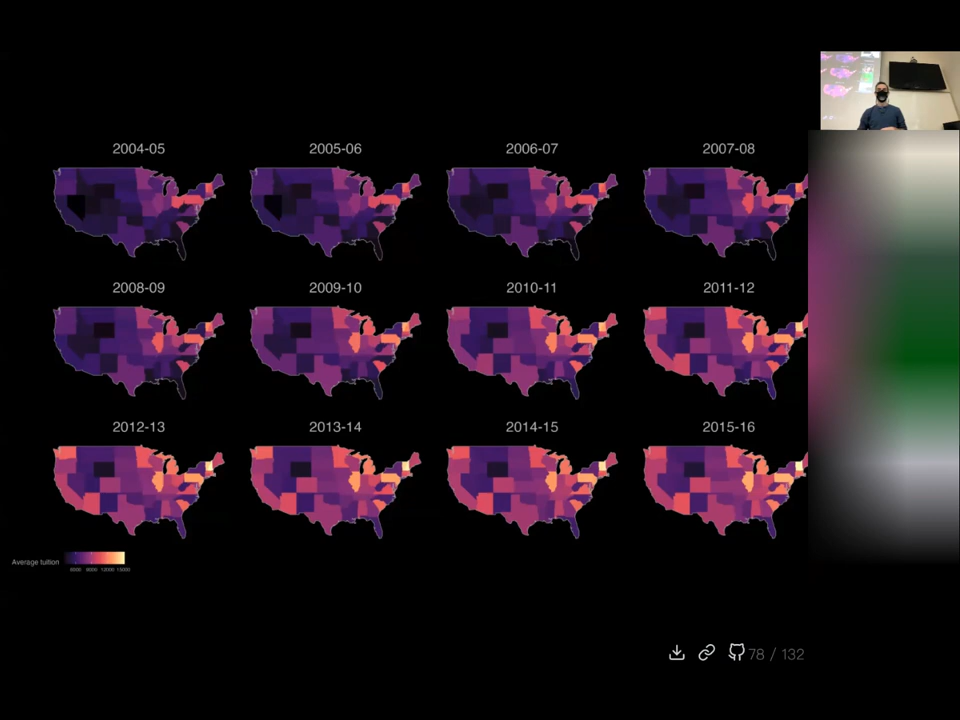 2004-05 2005-06 2006-07 2007-08
2008-09 2009-10 2010-11 2011-12
2012-13 2013-14 2014-15 2015-16
Average tuition
78 / 132